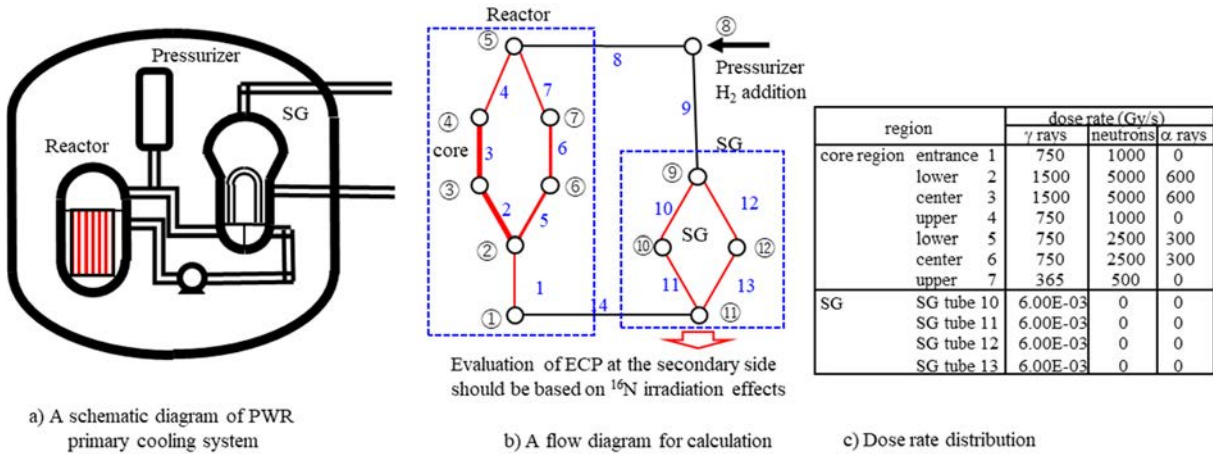 Pressurizer
SG
Reactor
a) A schematic diagram of PWR
primary cooling system
Reactor
⑤
⑧
8
Pressurizer
H₂ addition
4
7
9
④
⑦
core
3
6
SG
③
⑥
⑨
2
5
10
12
②
SG
⑩
⑫
1
11
13
①
14
⑪
Evaluation of ECP at the secondary side
should be based on ¹⁶N irradiation effects
b) A flow diagram for calculation
region dose rate (Gy/s)
γ rays neutrons α rays
core region entrance 1 750 1000 0
lower 2 1500 5000 600
center 3 1500 5000 600
upper 4 750 1000 0
lower 5 750 2500 300
center 6 750 2500 300
upper 7 365 500 0
SG SG tube 10 6.00E-03 0 0
SG tube 11 6.00E-03 0 0
SG tube 12 6.00E-03 0 0
SG tube 13 6.00E-03 0 0
c) Dose rate distribution